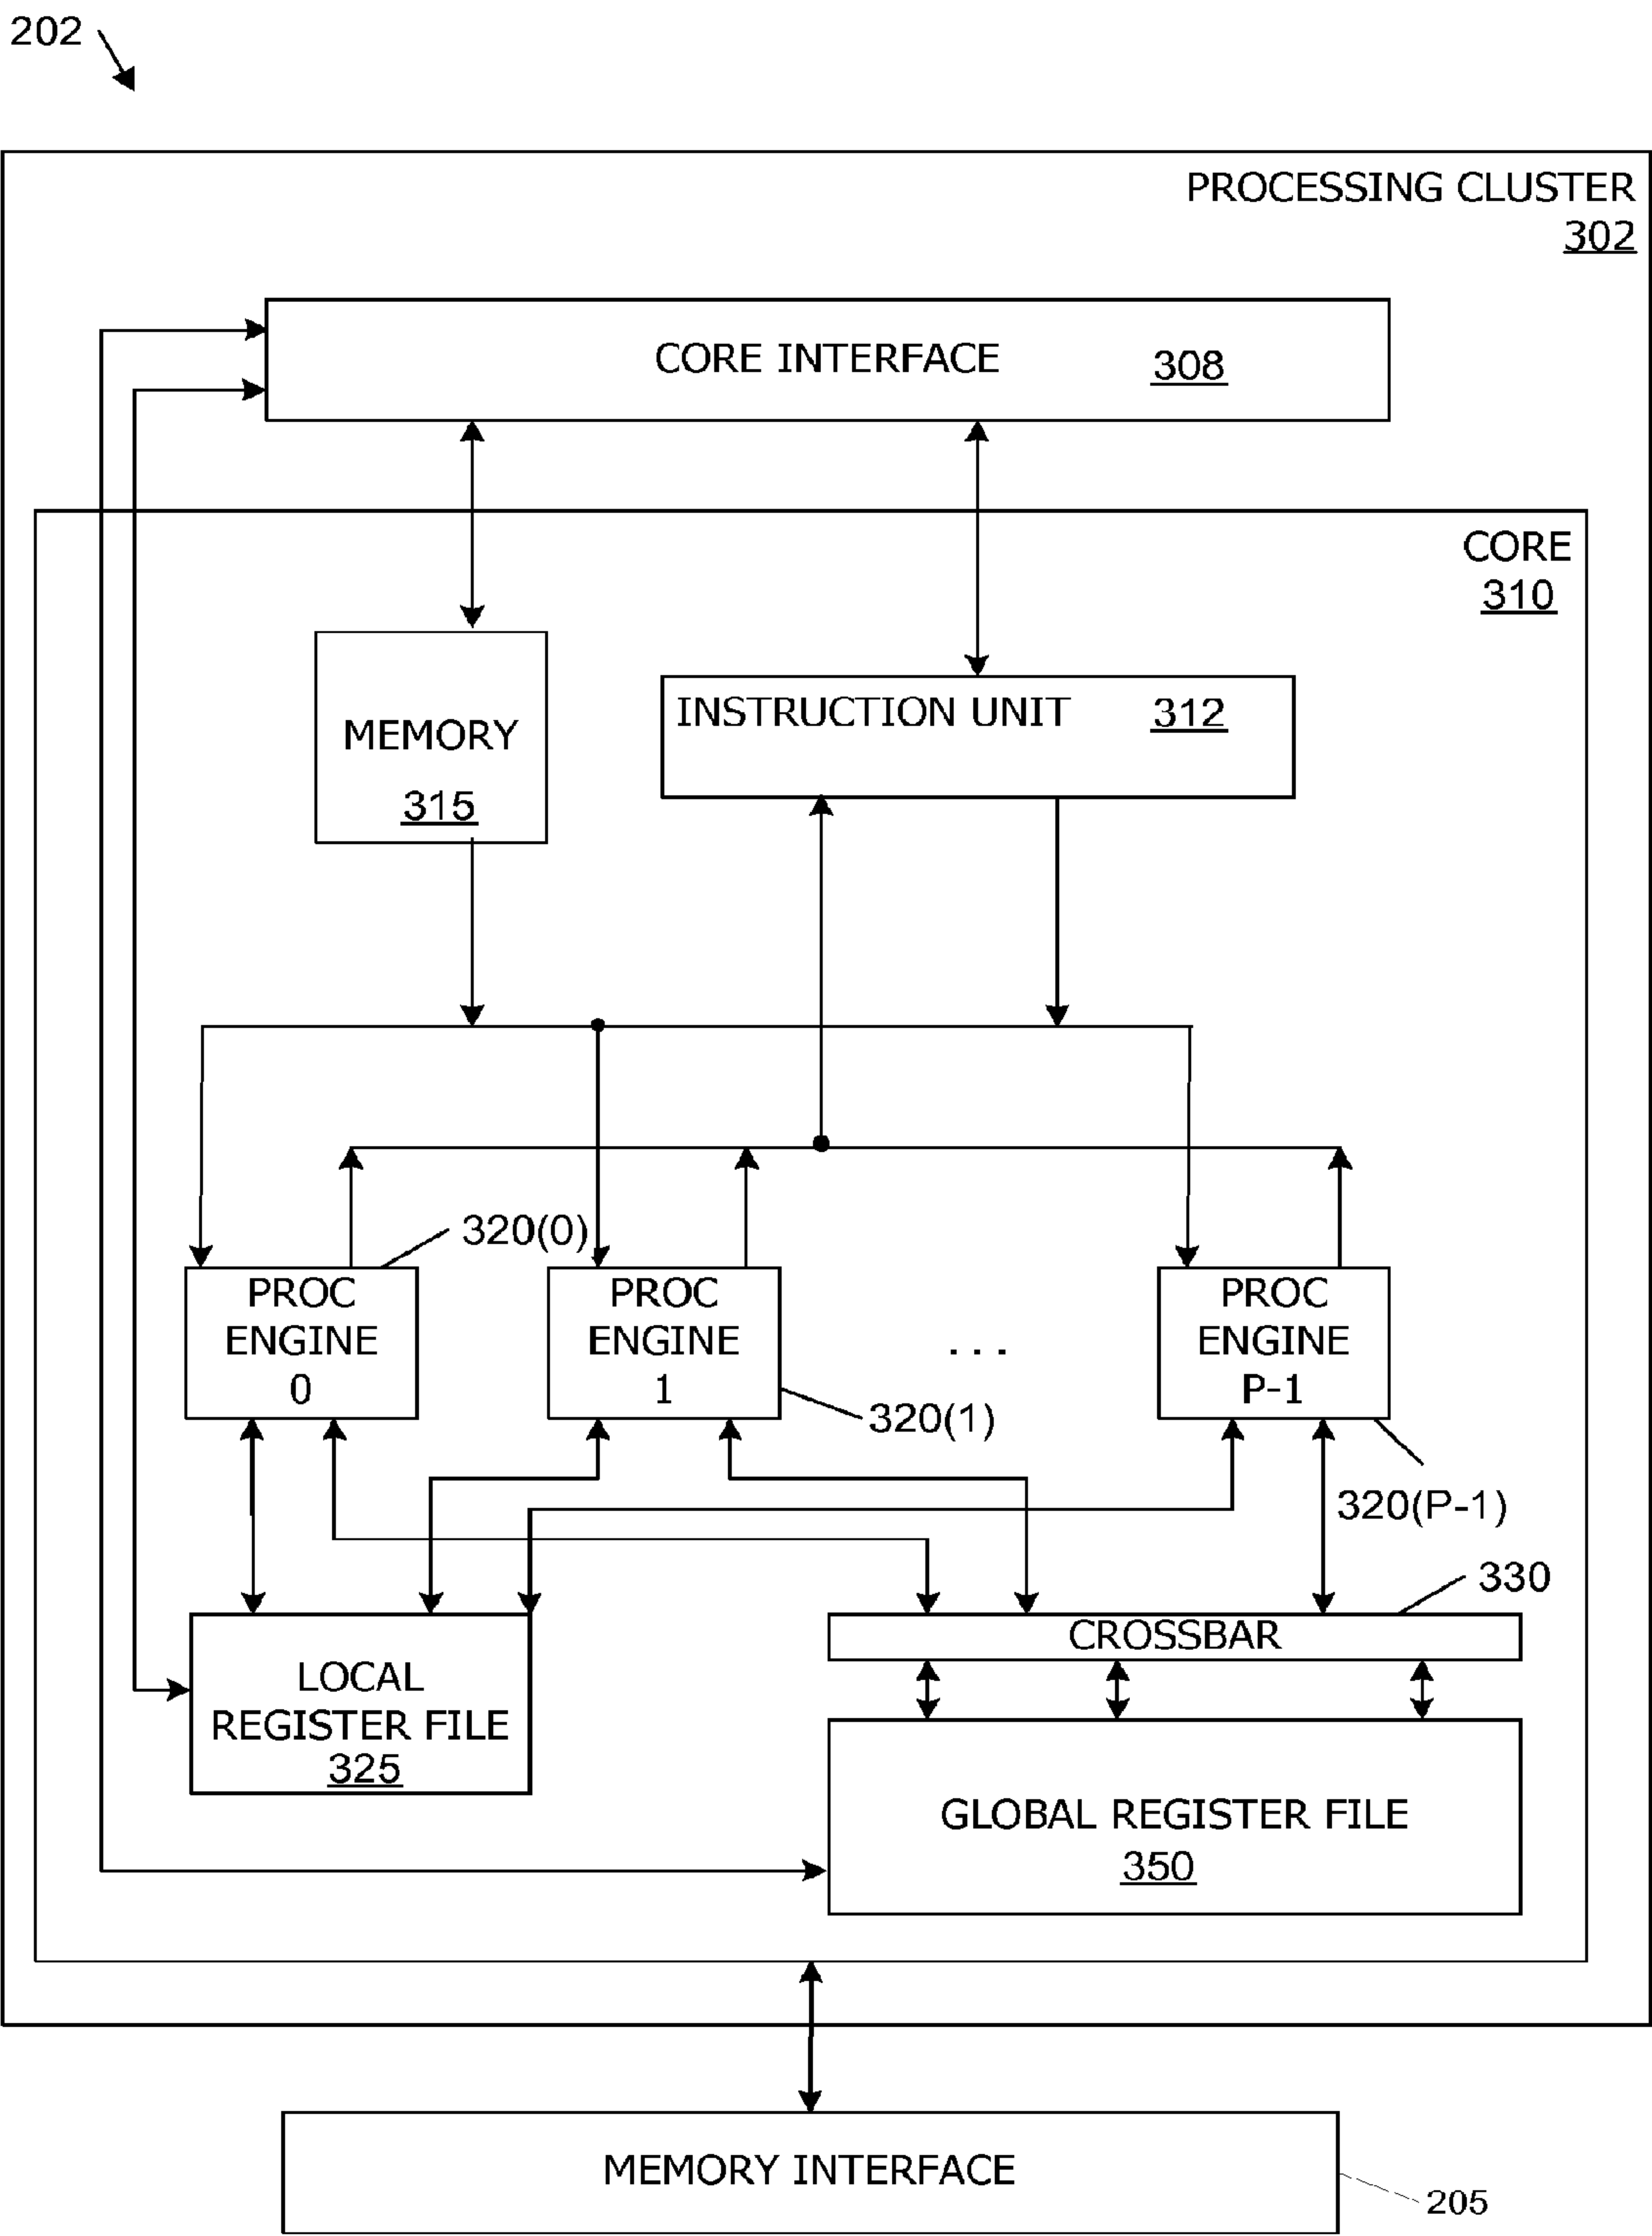 202
PROCESSING CLUSTER
302
CORE INTERFACE 308
CORE
310
MEMORY
315
INSTRUCTION UNIT 312
320(0)
PROC
ENGINE
0
PROC
ENGINE
1
320(1)
. . .
PROC
ENGINE
P-1
320(P-1)
330
CROSSBAR
LOCAL
REGISTER FILE
325
GLOBAL REGISTER FILE
350
MEMORY INTERFACE
205